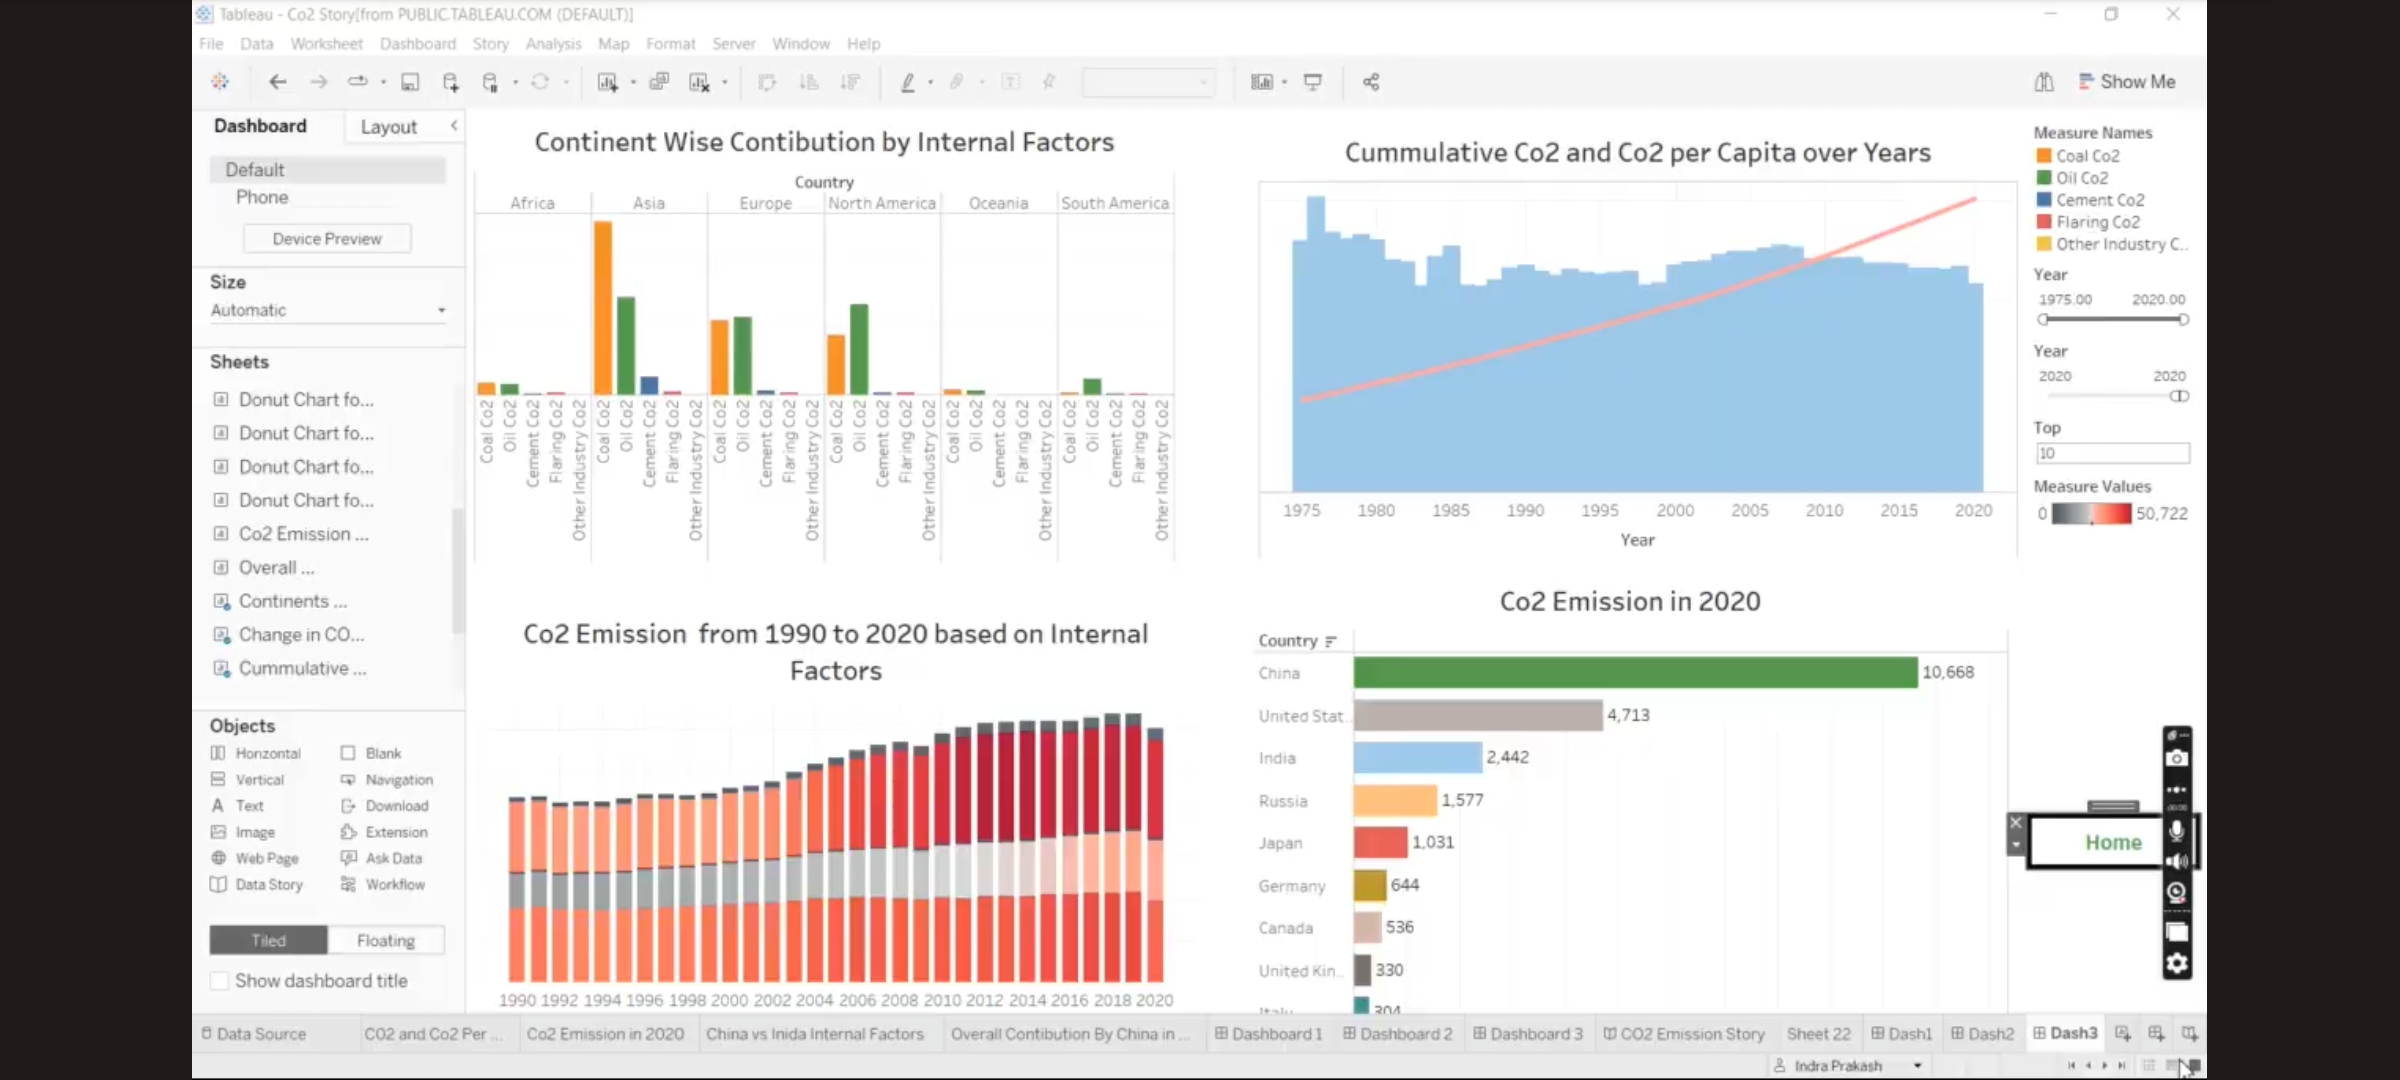 Tableau - Co2 Story[from PUBLIC.TABLEAU.COM (DEFAULT)]
File Data Worksheet Dashboard Story Analysis Map Format Server Window Help
Show Me
Dashboard Layout
Default
Phone
Device Preview
Size
Automatic
Sheets
Donut Chart fo...
Donut Chart fo...
Donut Chart fo...
Donut Chart fo...
Co2 Emission ...
Overall ...
Continents ...
Change in CO...
Cummulative ...
Objects
Horizontal Blank
Vertical Navigation
Text Download
Image Extension
Web Page Ask Data
Data Story Workflow
Tiled Floating
Show dashboard title
Continent Wise Contibution by Internal Factors
Country
Africa Asia Europe North America Oceania South America
Coal Co2 Oil Co2 Cement Co2 Flaring Co2 Other Industry Co2
Coal Co2 Oil Co2 Cement Co2 Flaring Co2 Other Industry Co2
Coal Co2 Oil Co2 Cement Co2 Flaring Co2 Other Industry Co2
Coal Co2 Oil Co2 Cement Co2 Flaring Co2 Other Industry Co2
Coal Co2 Oil Co2 Cement Co2 Flaring Co2 Other Industry Co2
Coal Co2 Oil Co2 Cement Co2 Flaring Co2 Other Industry Co2
Cummulative Co2 and Co2 per Capita over Years
1975 1980 1985 1990 1995 2000 2005 2010 2015 2020
Year
Measure Names
Coal Co2
Oil Co2
Cement Co2
Flaring Co2
Other Industry C..
Year
1975.00 2020.00
Year
2020 2020
Top
10
Measure Values
0 50,722
Co2 Emission from 1990 to 2020 based on Internal
Factors
1990 1992 1994 1996 1998 2000 2002 2004 2006 2008 2010 2012 2014 2016 2018 2020
Co2 Emission in 2020
Country
China 10,668
United Stat.. 4,713
India 2,442
Russia 1,577
Japan 1,031
Germany 644
Canada 536
United Kin.. 330
Italy 304
Home
Data Source CO2 and Co2 Per ... Co2 Emission in 2020 China vs Inida Internal Factors Overall Contibution By China in ... Dashboard 1 Dashboard 2 Dashboard 3 CO2 Emission Story Sheet 22 Dash1 Dash2 Dash3
Indra Prakash